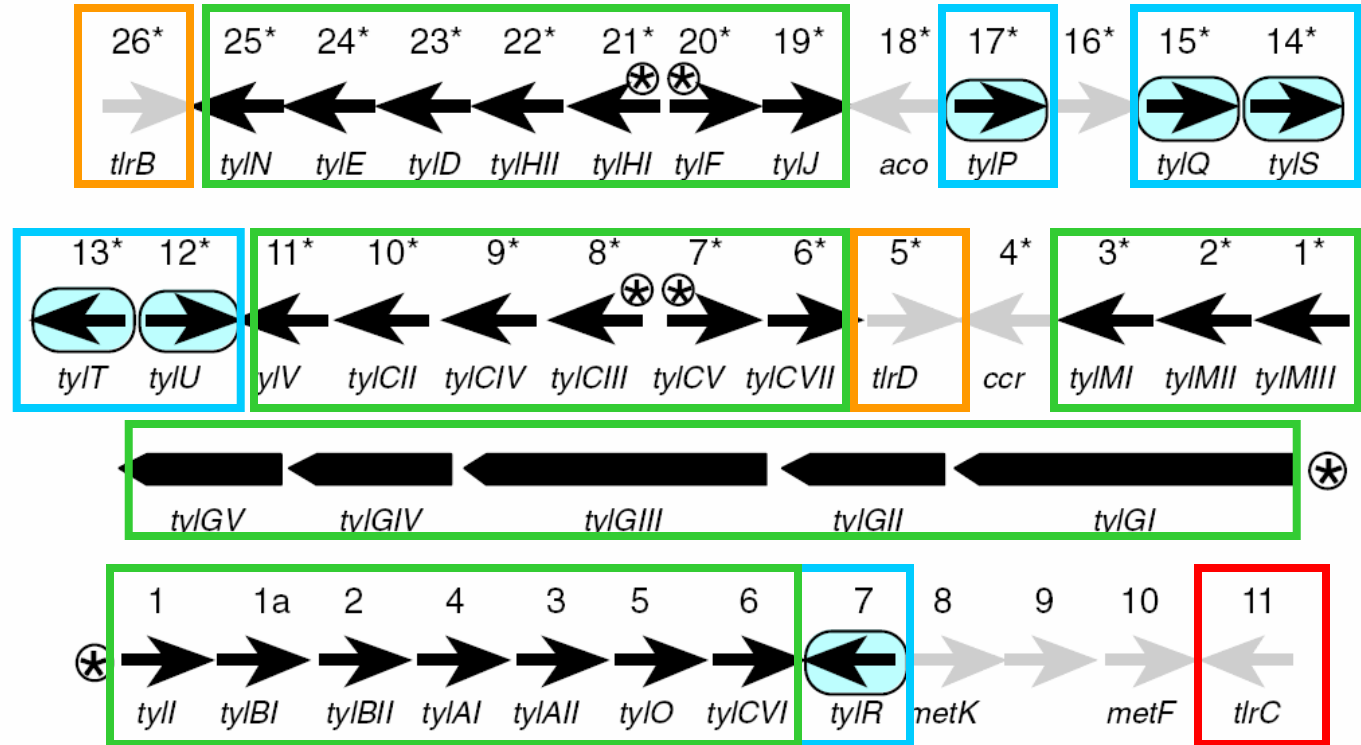 26* 25* 24* 23* 22* 21* 20* 19* 18* 17* 16* 15* 14*
tlrB tylN tylE tylD tylHII tylHI tylF tylJ aco tylP tylQ tylS
13* 12* 11* 10* 9* 8* 7* 6* 5* 4* 3* 2* 1*
tylT tylU ylV tylCII tylCIV tylCIII tylCV tylCVII tlrD ccr tylMI tylMII tylMIII
tylGV tylGIV tylGIII tylGII tylGI
1 1a 2 4 3 5 6 7 8 9 10 11
tylI tylBI tylBII tylAI tylAII tylO tylCVI tylR metK metF tlrC